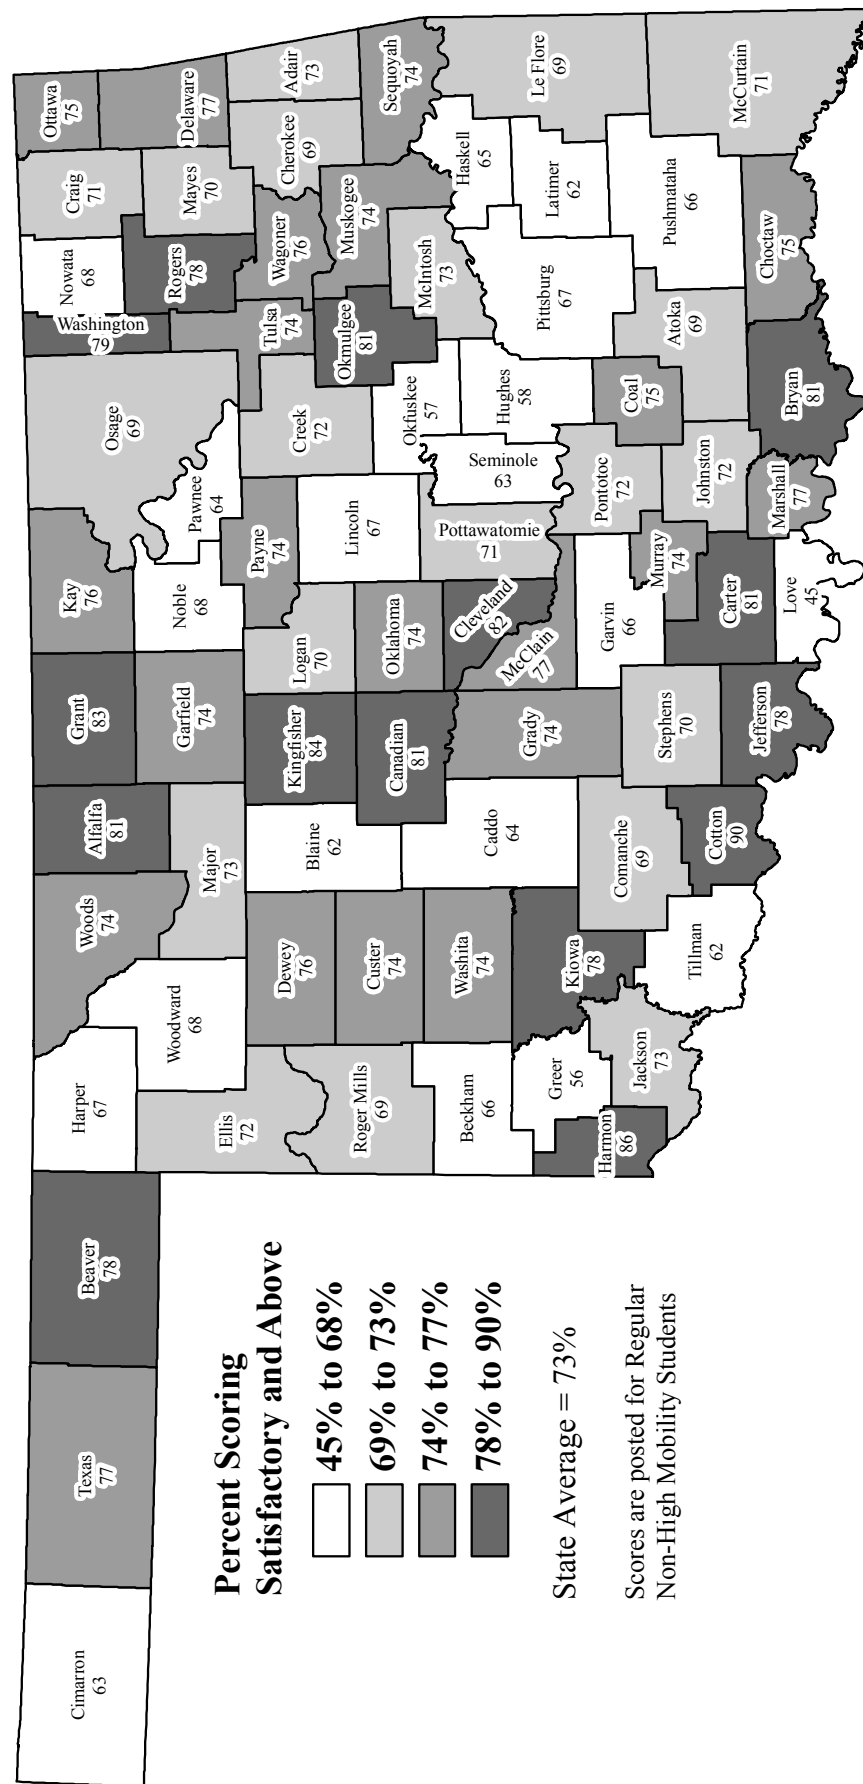 Cimarron
63
Texas
77
Beaver
78
Harper
67
Woods
74
Alfalfa
81
Grant
83
Kay
76
Osage
69
Washington
79
Nowata
68
Craig
71
Ottawa
75
Ellis
72
Woodward
68
Major
73
Garfield
74
Noble
68
Pawnee
64
Rogers
78
Mayes
70
Delaware
77
Roger Mills
69
Dewey
76
Blaine
62
Kingfisher
84
Logan
70
Payne
74
Creek
72
Tulsa
74
Wagoner
76
Cherokee
69
Adair
73
Custer
74
Canadian
81
Oklahoma
74
Lincoln
67
Okfuskee
57
Okmulgee
81
Muskogee
74
Sequoyah
74
Beckham
66
Washita
74
Caddo
64
Grady
74
McClain
77
Cleveland
82
Pottawatomie
71
Seminole
63
Hughes
58
McIntosh
73
Haskell
65
Greer
56
Kiowa
78
Comanche
69
Stephens
70
Garvin
66
Pontotoc
72
Coal
75
Pittsburg
67
Latimer
62
Le Flore
69
Harmon
86
Jackson
73
Tillman
62
Cotton
90
Jefferson
78
Carter
81
Murray
74
Johnston
72
Atoka
69
Pushmataha
66
McCurtain
71
Love
45
Marshall
77
Bryan
81
Choctaw
75
Percent Scoring
Satisfactory and Above
45% to 68%
69% to 73%
74% to 77%
78% to 90%
State Average = 73%
Scores are posted for Regular
Non-High Mobility Students